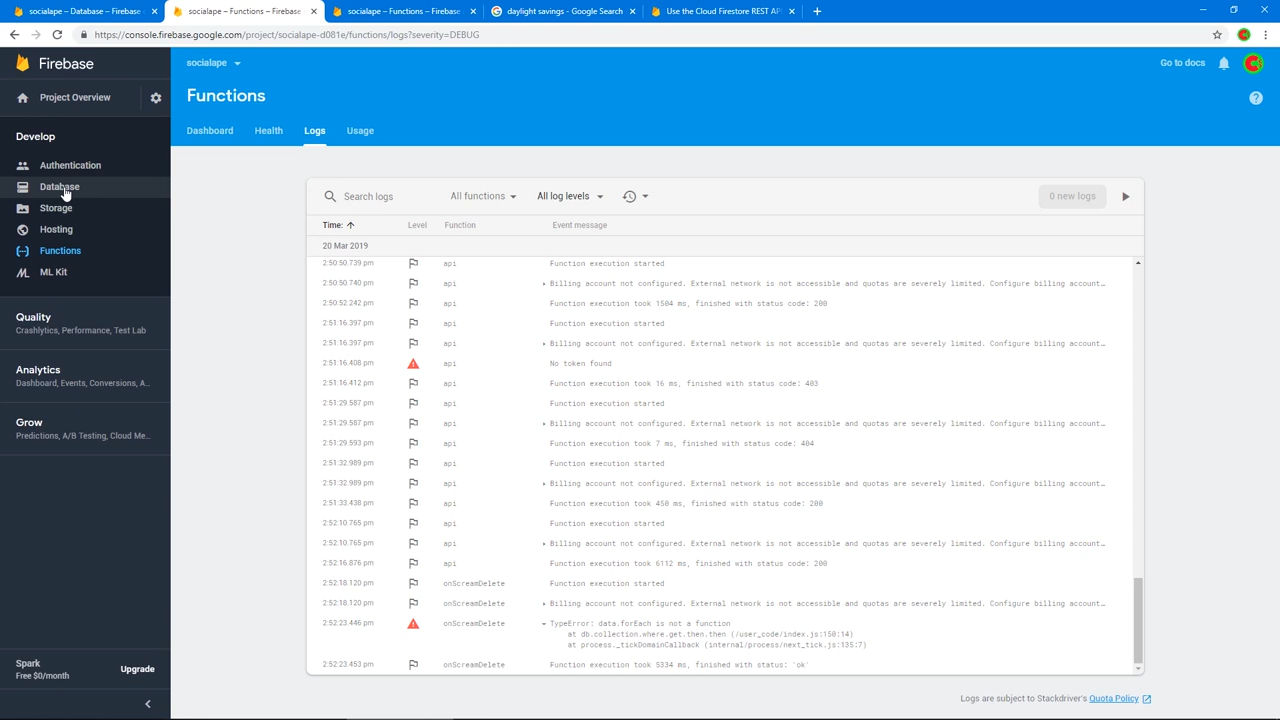 socialape – Database – Firebase
socialape – Functions – Firebase
socialape – Functions – Firebase
daylight savings - Google Search
Use the Cloud Firestore REST AP
https://console.firebase.google.com/project/socialape-d081e/functions/logs?severity=DEBUG
Firebase
socialape
Go to docs
Project Overview
Functions
Dashboard
Health
Logs
Usage
Develop
Authentication
Database
Storage
Hosting
Functions
ML Kit
Quality
Crashlytics, Performance, Test Lab
Analytics
Dashboard, Events, Conversions, A...
Grow
Predictions, A/B Testing, Cloud Me...
Spark
Free $0/month
Upgrade
Search logs
All functions
All log levels
0 new logs
Time: Level Function Event message
20 Mar 2019
2:50:50.739 pm api Function execution started
2:50:50.740 pm api Billing account not configured. External network is not accessible and quotas are severely limited. Configure billing account…
2:50:52.242 pm api Function execution took 1504 ms, finished with status code: 200
2:51:16.397 pm api Function execution started
2:51:16.397 pm api Billing account not configured. External network is not accessible and quotas are severely limited. Configure billing account…
2:51:16.408 pm api No token found
2:51:16.412 pm api Function execution took 16 ms, finished with status code: 403
2:51:29.587 pm api Function execution started
2:51:29.587 pm api Billing account not configured. External network is not accessible and quotas are severely limited. Configure billing account…
2:51:29.593 pm api Function execution took 7 ms, finished with status code: 404
2:51:32.989 pm api Function execution started
2:51:32.989 pm api Billing account not configured. External network is not accessible and quotas are severely limited. Configure billing account…
2:51:33.438 pm api Function execution took 450 ms, finished with status code: 200
2:52:10.765 pm api Function execution started
2:52:10.765 pm api Billing account not configured. External network is not accessible and quotas are severely limited. Configure billing account…
2:52:16.876 pm api Function execution took 6112 ms, finished with status code: 200
2:52:18.120 pm onScreamDelete Function execution started
2:52:18.120 pm onScreamDelete Billing account not configured. External network is not accessible and quotas are severely limited. Configure billing account…
2:52:23.446 pm onScreamDelete TypeError: data.forEach is not a function
at db.collection.where.get.then.then (/user_code/index.js:150:14)
at process._tickDomainCallback (internal/process/next_tick.js:135:7)
2:52:23.453 pm onScreamDelete Function execution took 5334 ms, finished with status: 'ok'
Logs are subject to Stackdriver's Quota Policy